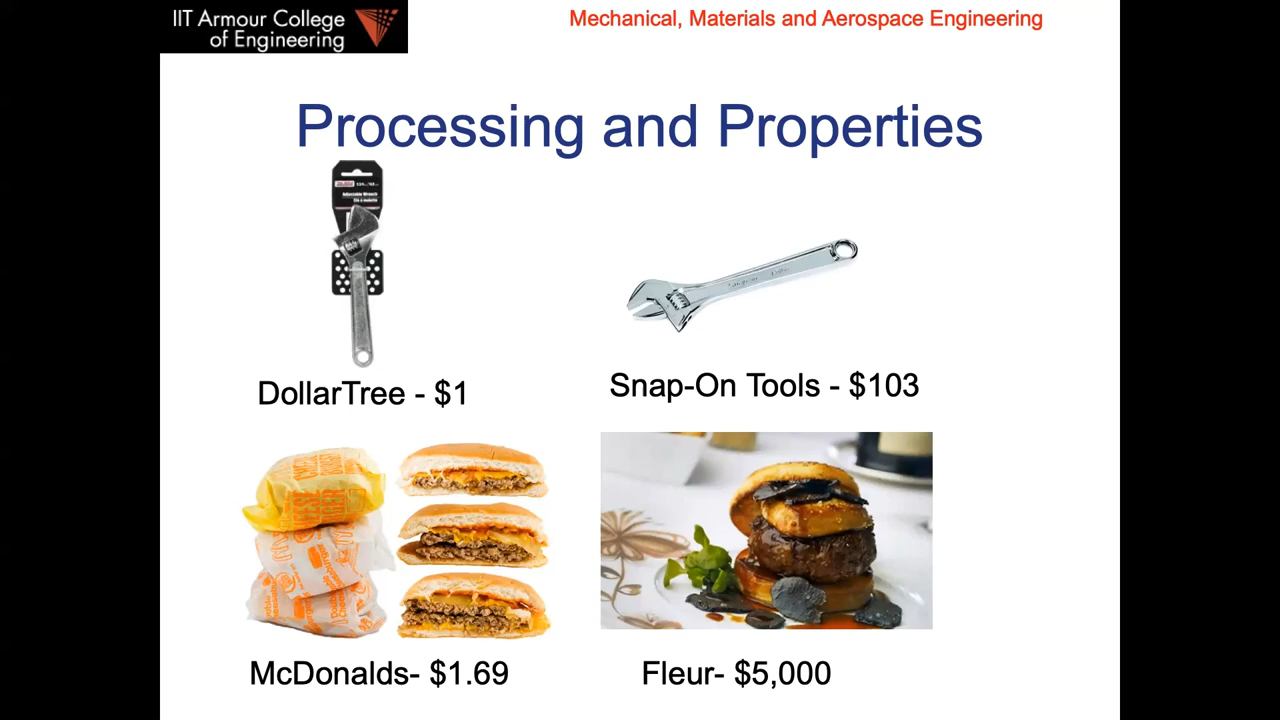 IIT Armour College
of Engineering
Mechanical, Materials and Aerospace Engineering
Processing and Properties
DollarTree - $1
Snap-On Tools - $103
McDonalds- $1.69
Fleur- $5,000